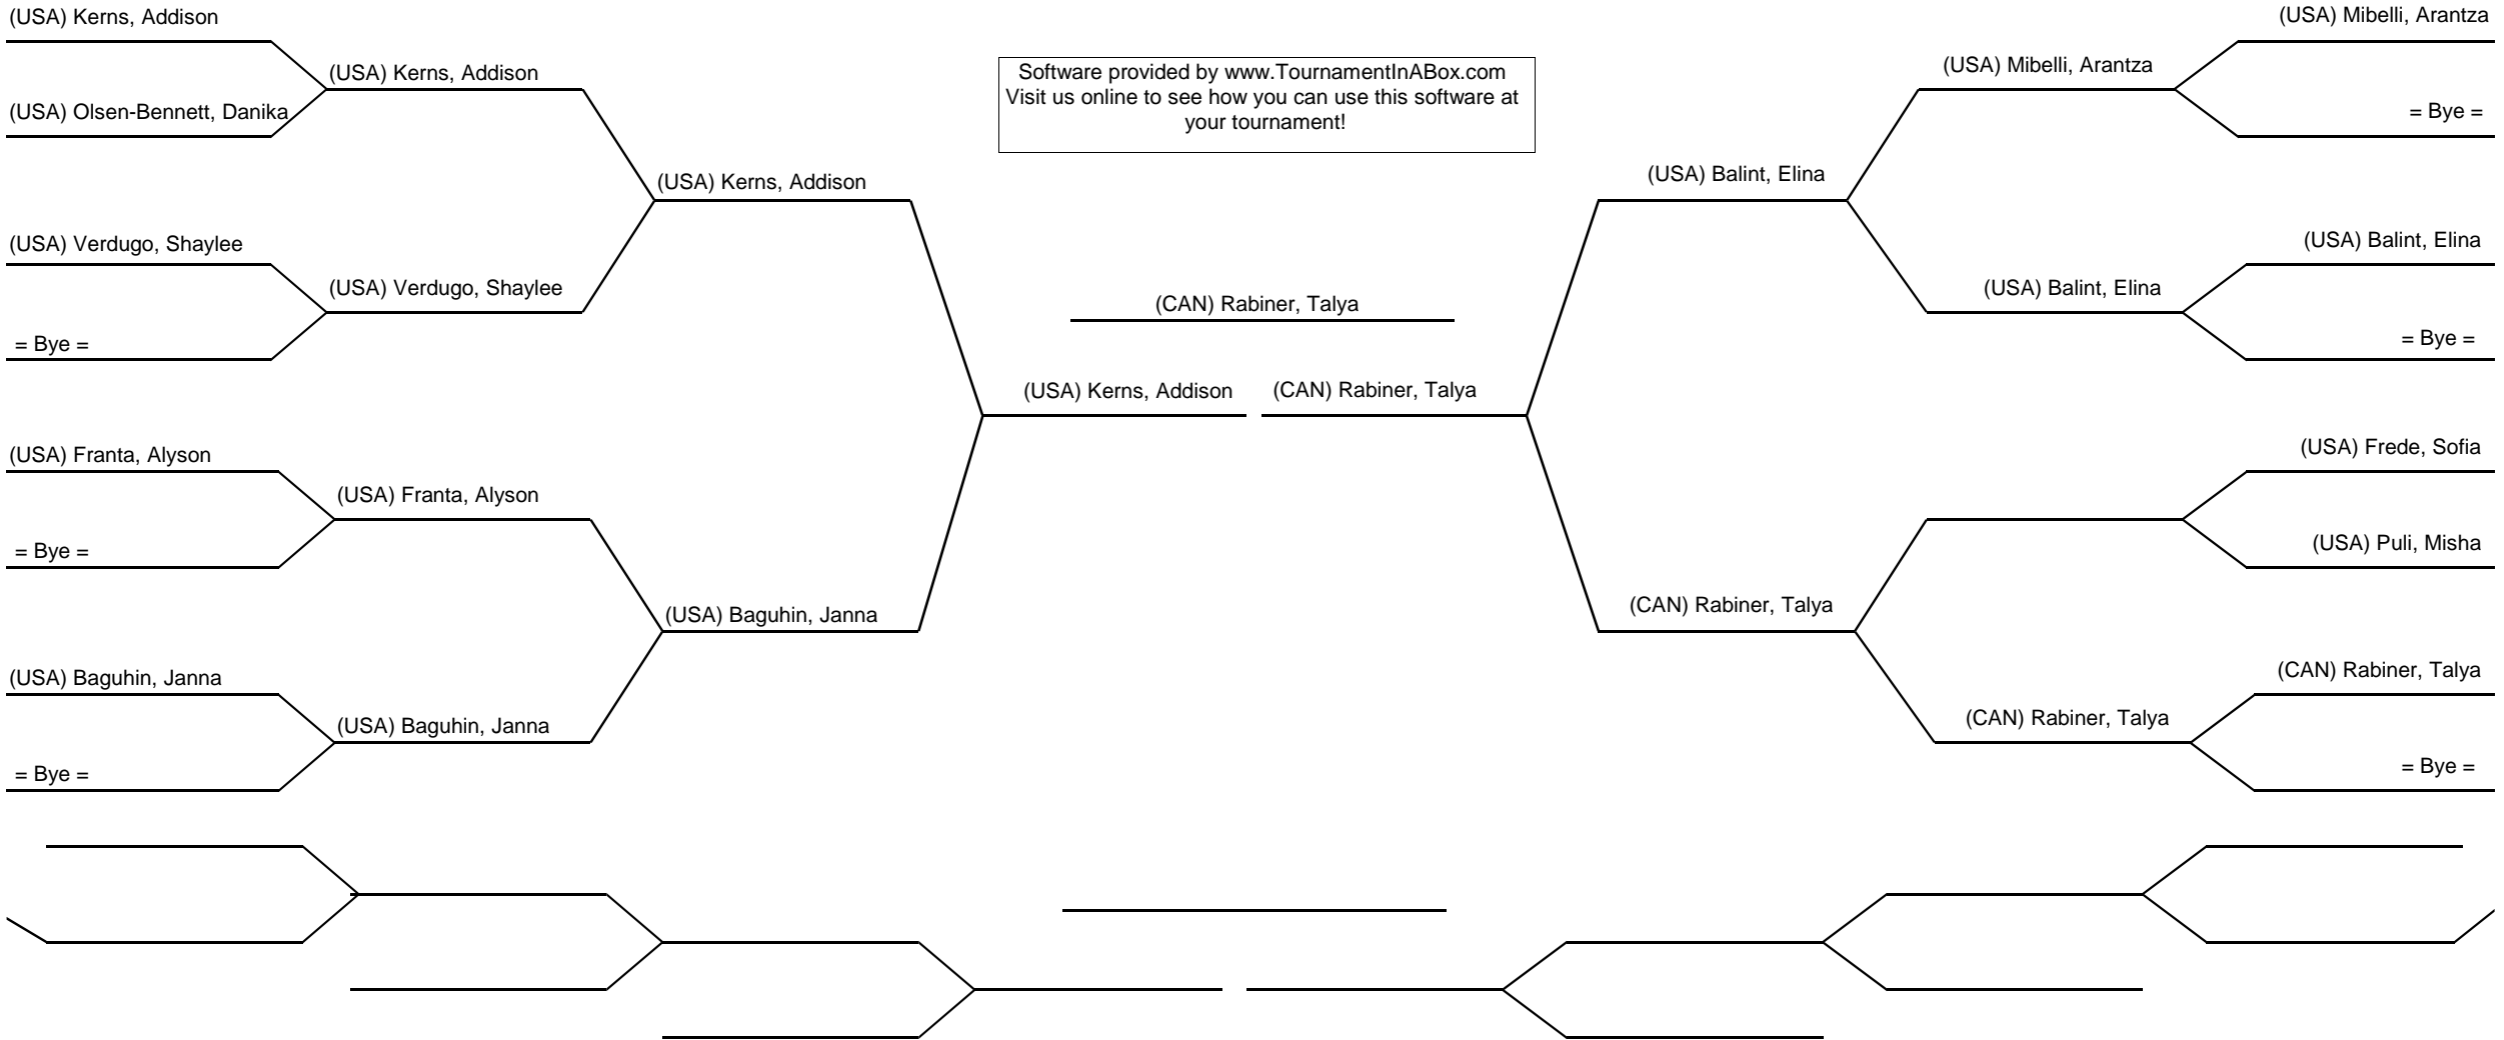 (USA) Kerns, Addison
(USA) Olsen-Bennett, Danika
(USA) Verdugo, Shaylee
= Bye =
(USA) Franta, Alyson
= Bye =
(USA) Baguhin, Janna
= Bye =
(USA) Kerns, Addison
(USA) Verdugo, Shaylee
(USA) Franta, Alyson
(USA) Baguhin, Janna
(USA) Kerns, Addison
(USA) Baguhin, Janna
Software provided by www.TournamentInABox.com
Visit us online to see how you can use this software at
your tournament!
(CAN) Rabiner, Talya
(USA) Kerns, Addison
(CAN) Rabiner, Talya
(USA) Balint, Elina
(CAN) Rabiner, Talya
(USA) Mibelli, Arantza
(USA) Balint, Elina
(CAN) Rabiner, Talya
(USA) Mibelli, Arantza
= Bye =
(USA) Balint, Elina
= Bye =
(USA) Frede, Sofia
(USA) Puli, Misha
(CAN) Rabiner, Talya
= Bye =